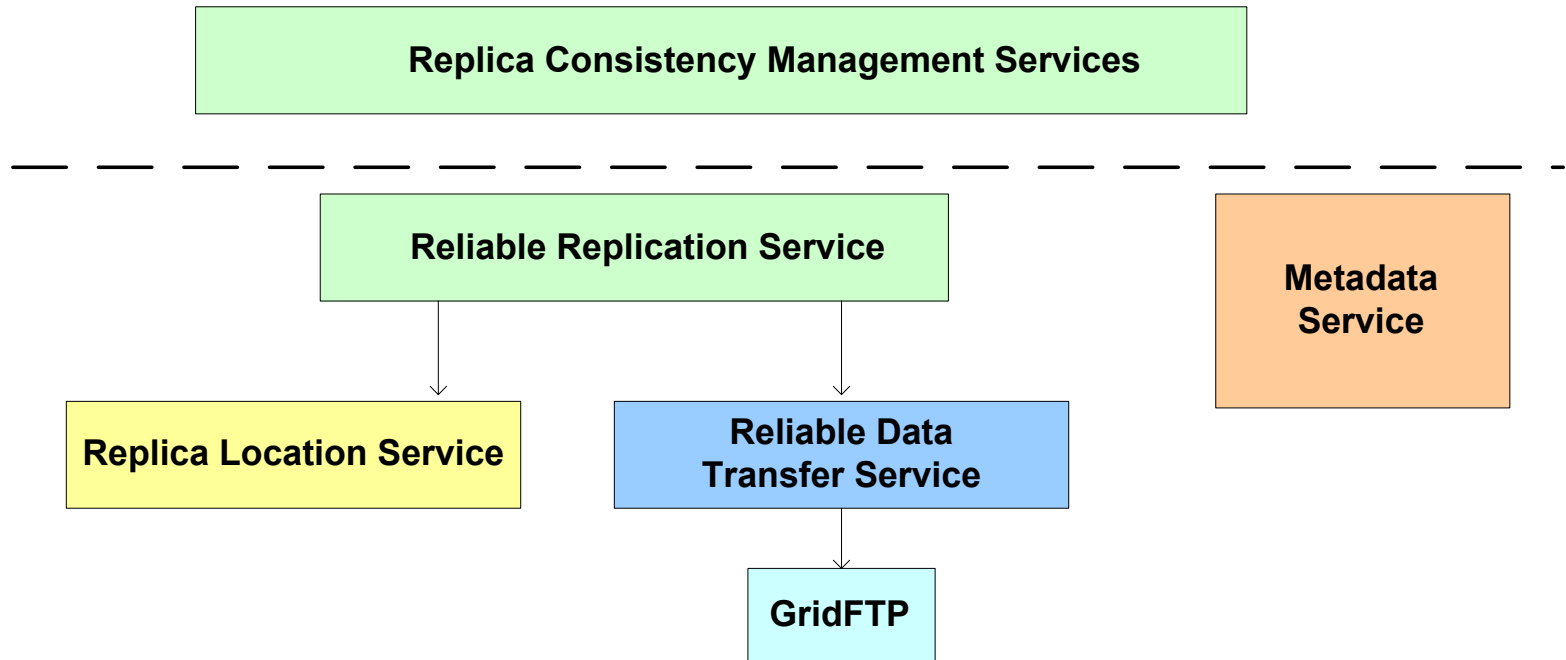 Replica Consistency Management Services
Reliable Replication Service
Metadata
Service
Replica Location Service
Reliable Data
Transfer Service
GridFTP